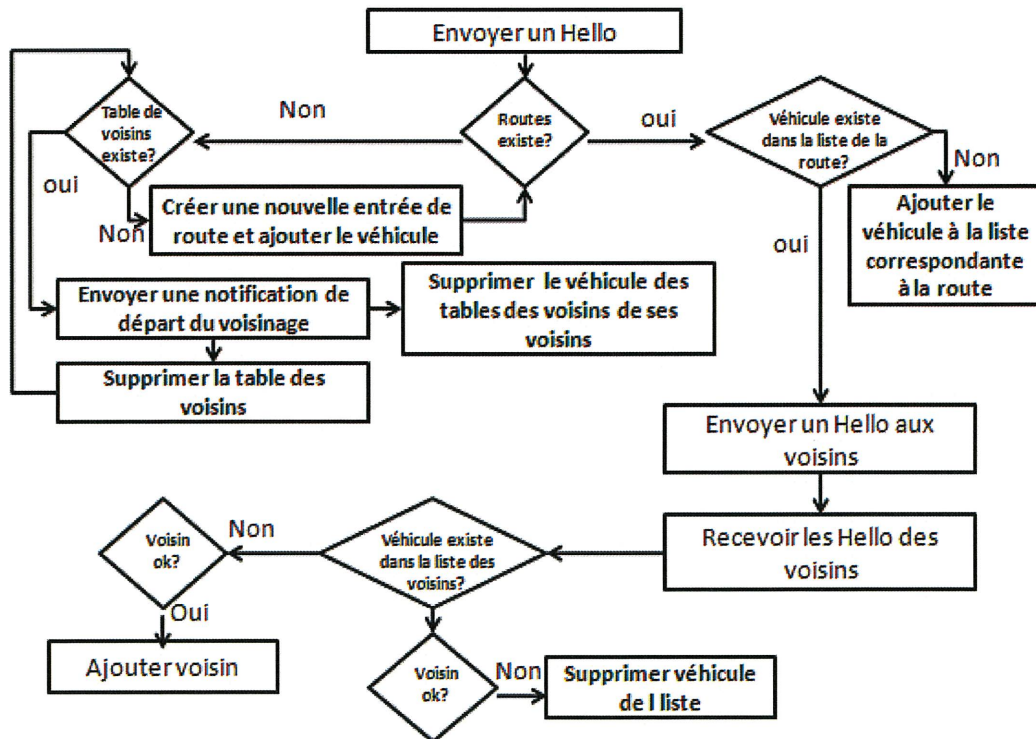 Envoyer un Hello
Table de
voisins
existe?
Non
Routes
existe?
oui
Véhicule existe
dans la liste de la
route?
Non
oui
Non
Créer une nouvelle entrée de
route et ajouter le véhicule
oui
Ajouter le
véhicule à la liste
correspondante
à la route
Envoyer une notification de
départ du voisinage
Supprimer le véhicule des
tables des voisins de ses
voisins
Supprimer la table des
voisins
Envoyer un Hello aux
voisins
Recevoir les Hello des
voisins
Véhicule existe
dans la liste des
voisins?
Non
Voisin
ok?
Oui
Ajouter voisin
Voisin
ok?
Non
Supprimer véhicule
de l liste